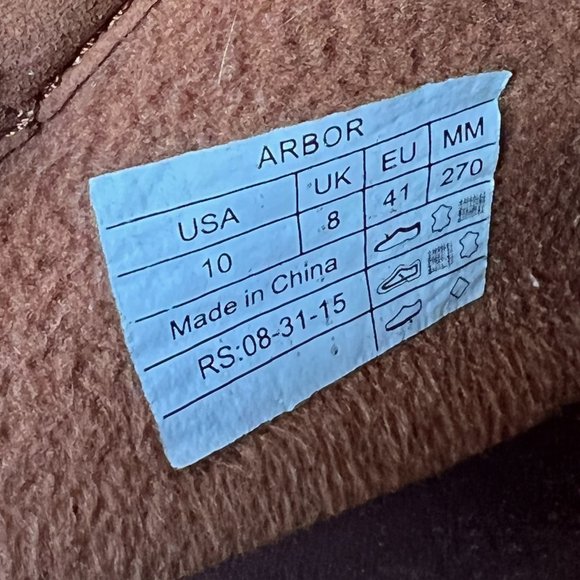 ARBOR
USA UK EU MM
10 8 41 270
Made in China
RS:08-31-15